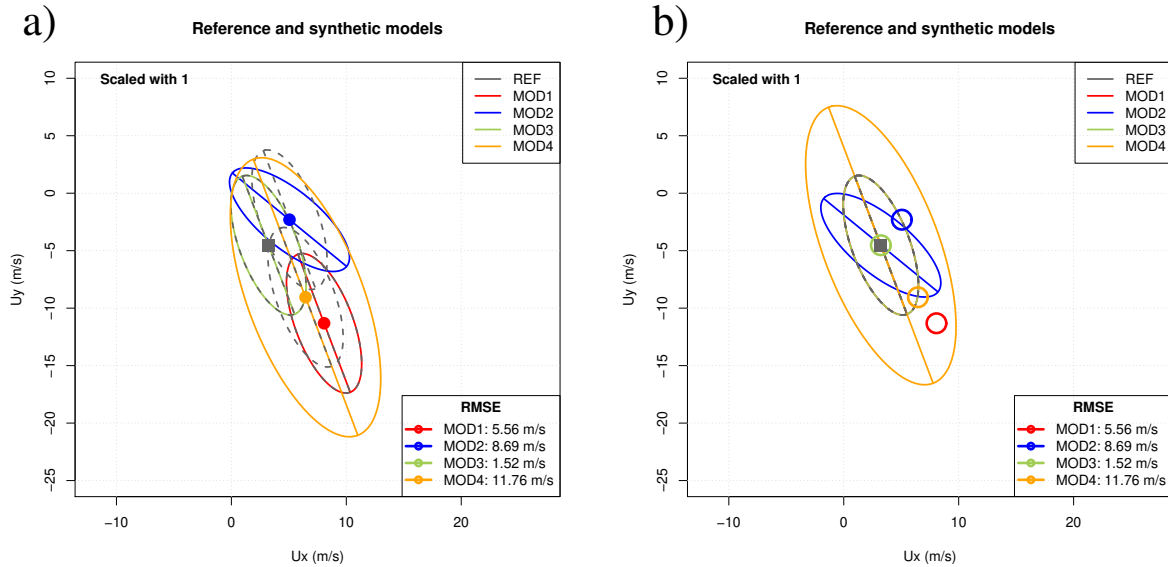 a)
Reference and synthetic models
Scaled with 1
REF
MOD1
MOD2
MOD3
MOD4
10
5
0
−5
−10
−15
−20
−25
Uy (m/s)
RMSE
MOD1: 5.56 m/s
MOD2: 8.69 m/s
MOD3: 1.52 m/s
MOD4: 11.76 m/s
−10
0
10
20
Ux (m/s)
b)
Reference and synthetic models
Scaled with 1
REF
MOD1
MOD2
MOD3
MOD4
10
5
0
−5
−10
−15
−20
−25
Uy (m/s)
RMSE
MOD1: 5.56 m/s
MOD2: 8.69 m/s
MOD3: 1.52 m/s
MOD4: 11.76 m/s
−10
0
10
20
Ux (m/s)